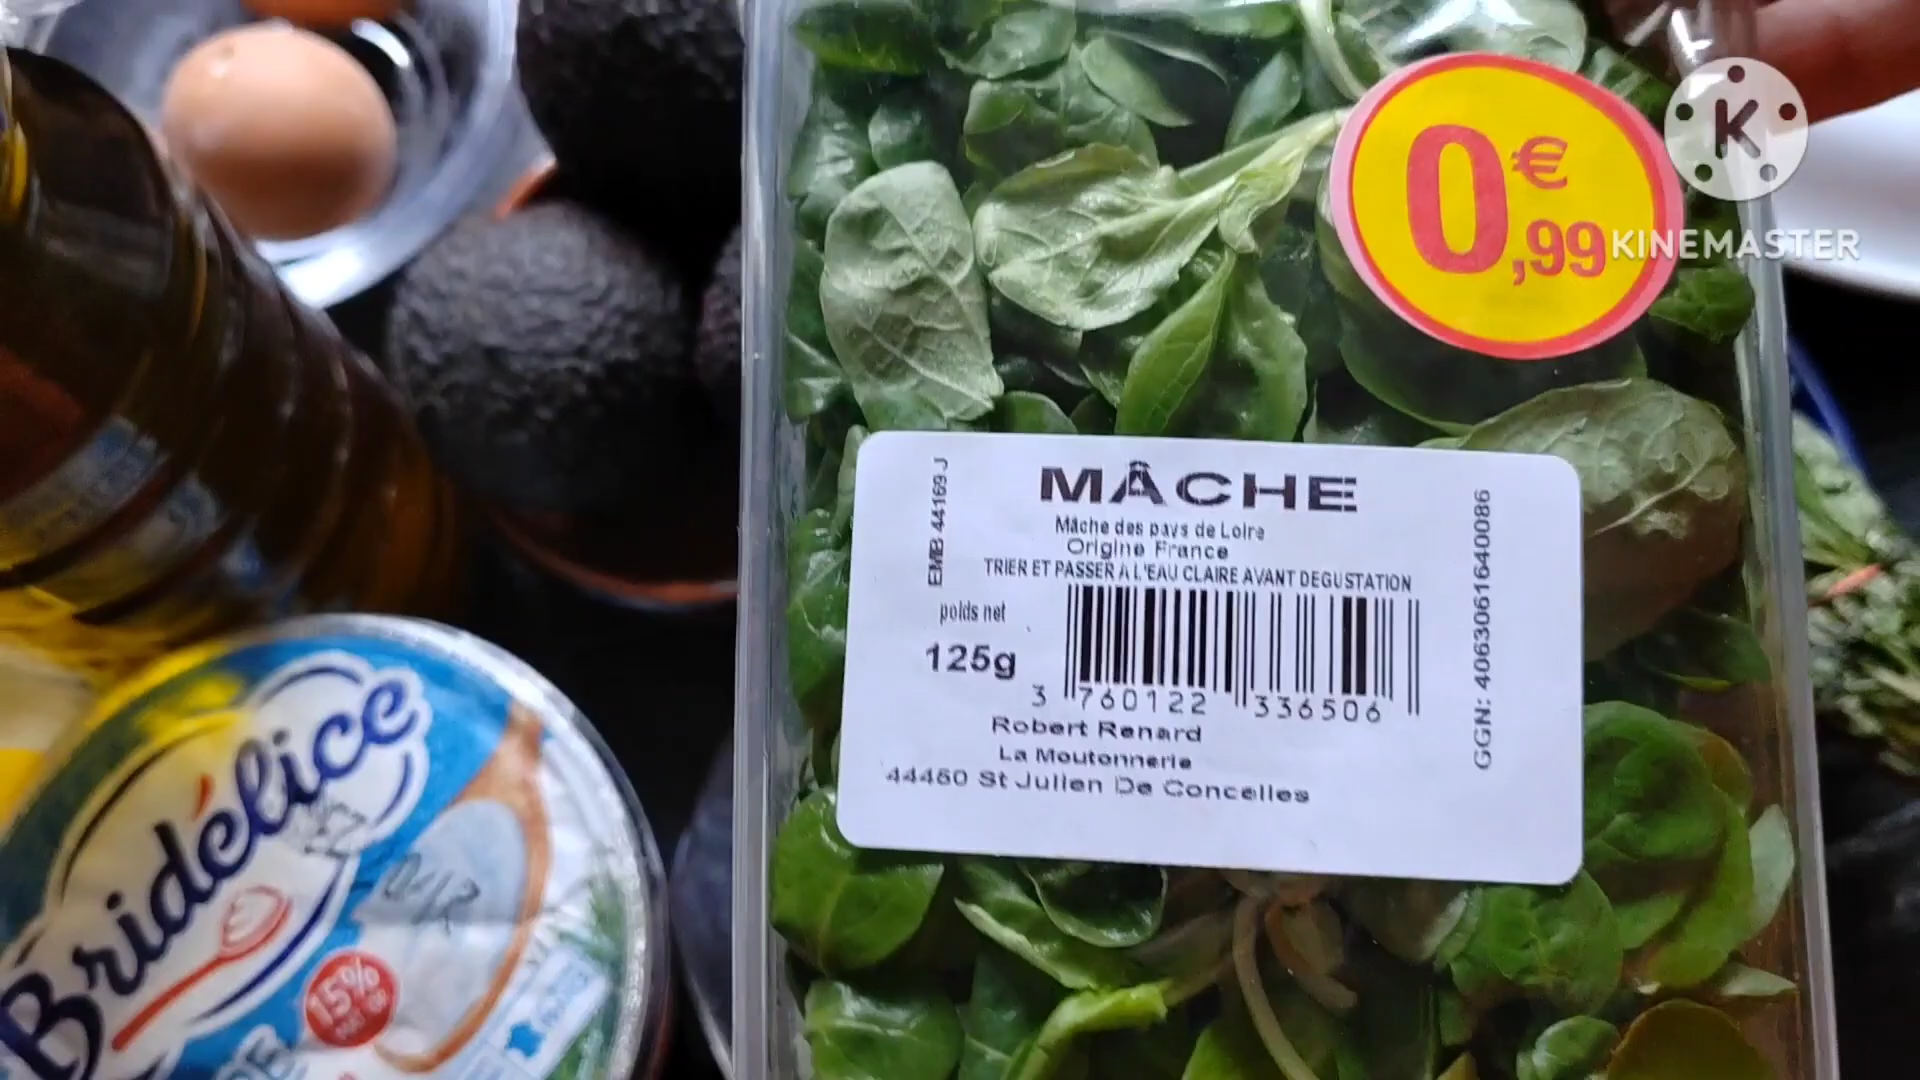 0€,99
K
KINEMASTER
MÂCHE
Mâche des pays de Loire
Origine France
TRIER ET PASSER A L'EAU CLAIRE AVANT DEGUSTATION
EMB 44169 J
poids net
125g
3 760122 336506
Robert Renard
La Moutonnerie
44450 St Julien De Concelles
GGN: 4063061640086
Bridélice
15%